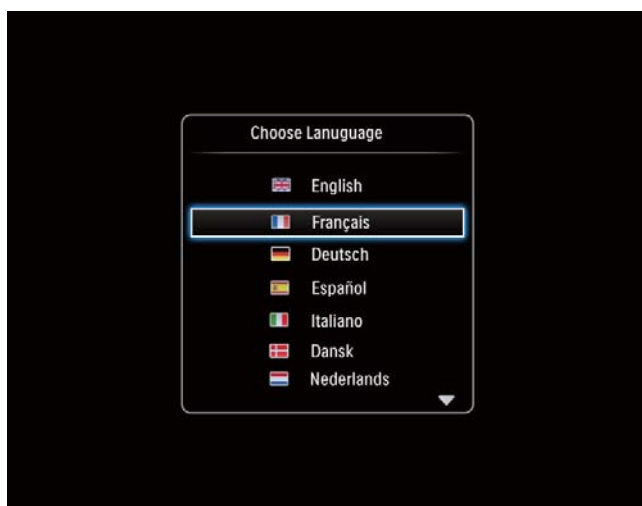 Choose Lanuguage
English
Français
Deutsch
Español
Italiano
Dansk
Nederlands